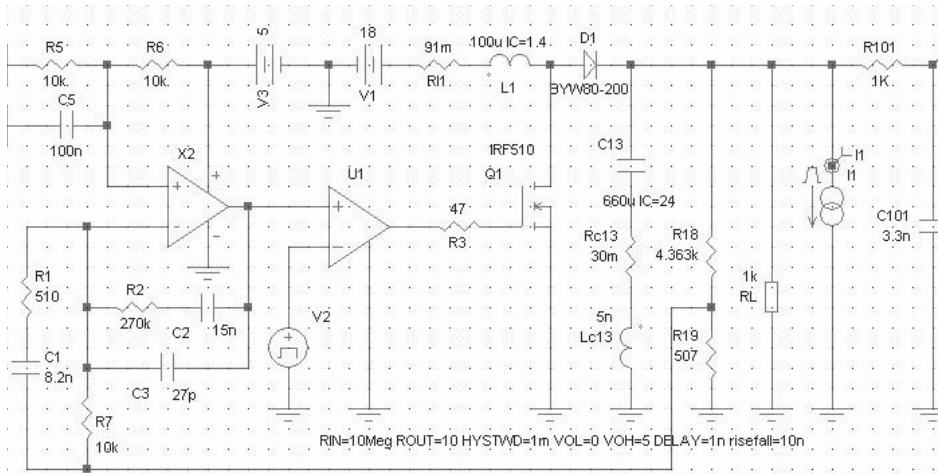 R5
10k.
R6
10k.
C5
100n
5
V3
18
V1
91m
Rl1
100u IC=1.4
L1
D1
BYW80-200
R101
1K
X2
+
-
+
-
U1
+
-
47
R3
IRF510
Q1
C13
660u IC=24
Rc13
30m
5n
Lc13
R18
4.363k
R19
507
1k
RL
I1
I1
C101
3.3n
R1
510
R2
270k
15n
C2
C1
8.2n
C3
27p
R7
10k
V2
+
RIN=10Meg ROUT=10 HYSTWD=1m VOL=0 VOH=5 DELAY=1n risefall=10n